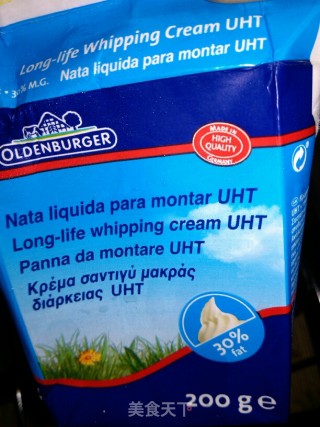 Long-life Whipping Cream UHT
30% M.G. Nata liquida para montar UHT
OLDENBURGER
MADE IN
HIGH
QUALITY
GERMANY
Nata liquida para montar UHT
Long-life whipping cream UHT
Panna da montare UHT
Κρέμα σαντιγύ μακράς
διάρκειας UHT
30%
fat
200 g e
美食天下